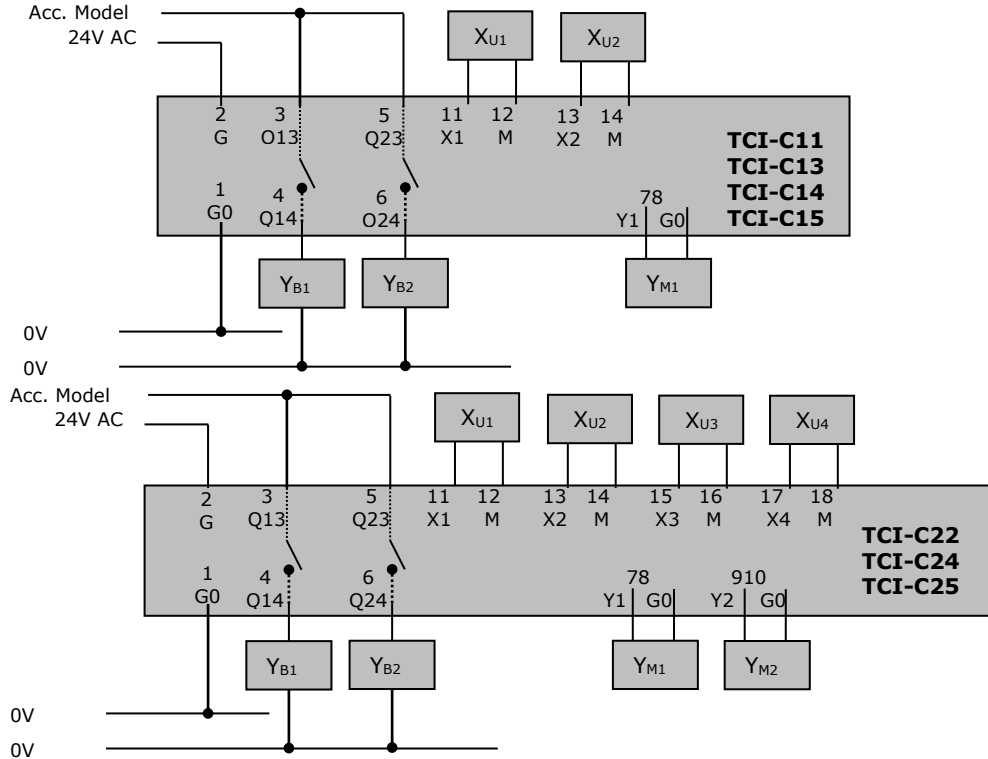 Acc. Model
24V AC
XU1 XU2
2 3 5 11 12 13 14
G O13 Q23 X1 M X2 M
TCI-C11
TCI-C13
TCI-C14
TCI-C15
1 4 6 78
G0 Q14 O24 Y1 G0
YB1 YB2 YM1
0V
0V
Acc. Model
24V AC
XU1 XU2 XU3 XU4
2 3 5 11 12 13 14 15 16 17 18
G Q13 Q23 X1 M X2 M X3 M X4 M
TCI-C22
TCI-C24
TCI-C25
1 4 6 78 910
G0 Q14 Q24 Y1 G0 Y2 G0
YB1 YB2 YM1 YM2
0V
0V